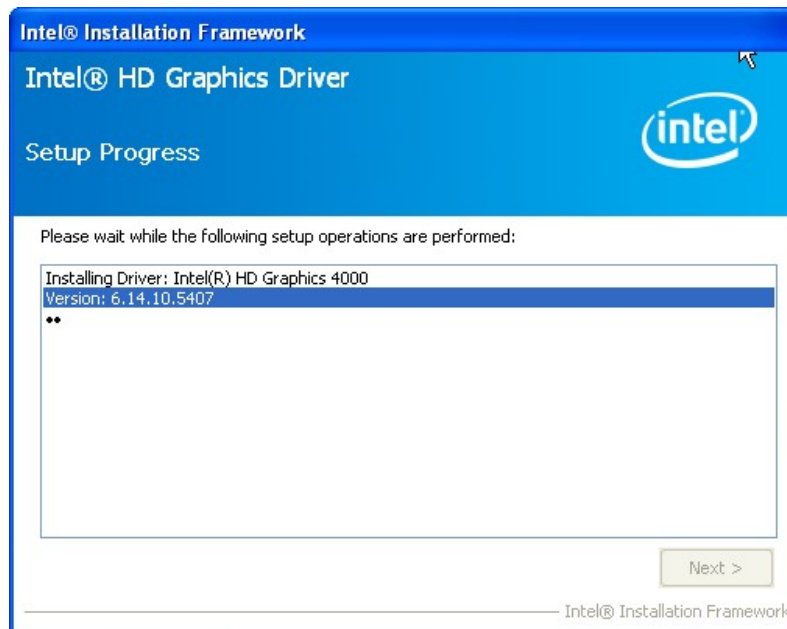 Intel® Installation Framework
Intel® HD Graphics Driver
intel
Setup Progress
Please wait while the following setup operations are performed:
Installing Driver: Intel(R) HD Graphics 4000
Version: 6.14.10.5407
••
Next >
Intel® Installation Framework